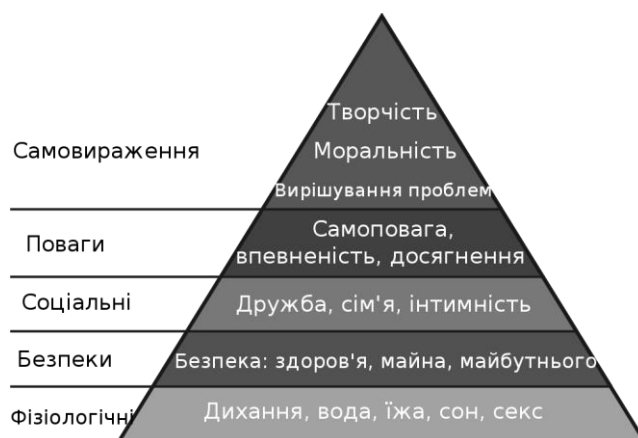 Творчість
Самовираження
Моральність
Вирішування проблем
Поваги
Самоповага,
впевненість, досягнення
Соціальні
Дружба, сім'я, інтимність
Безпеки
Безпека: здоров'я, майна, майбутнього
Фізіологічні
Дихання, вода, їжа, сон, секс